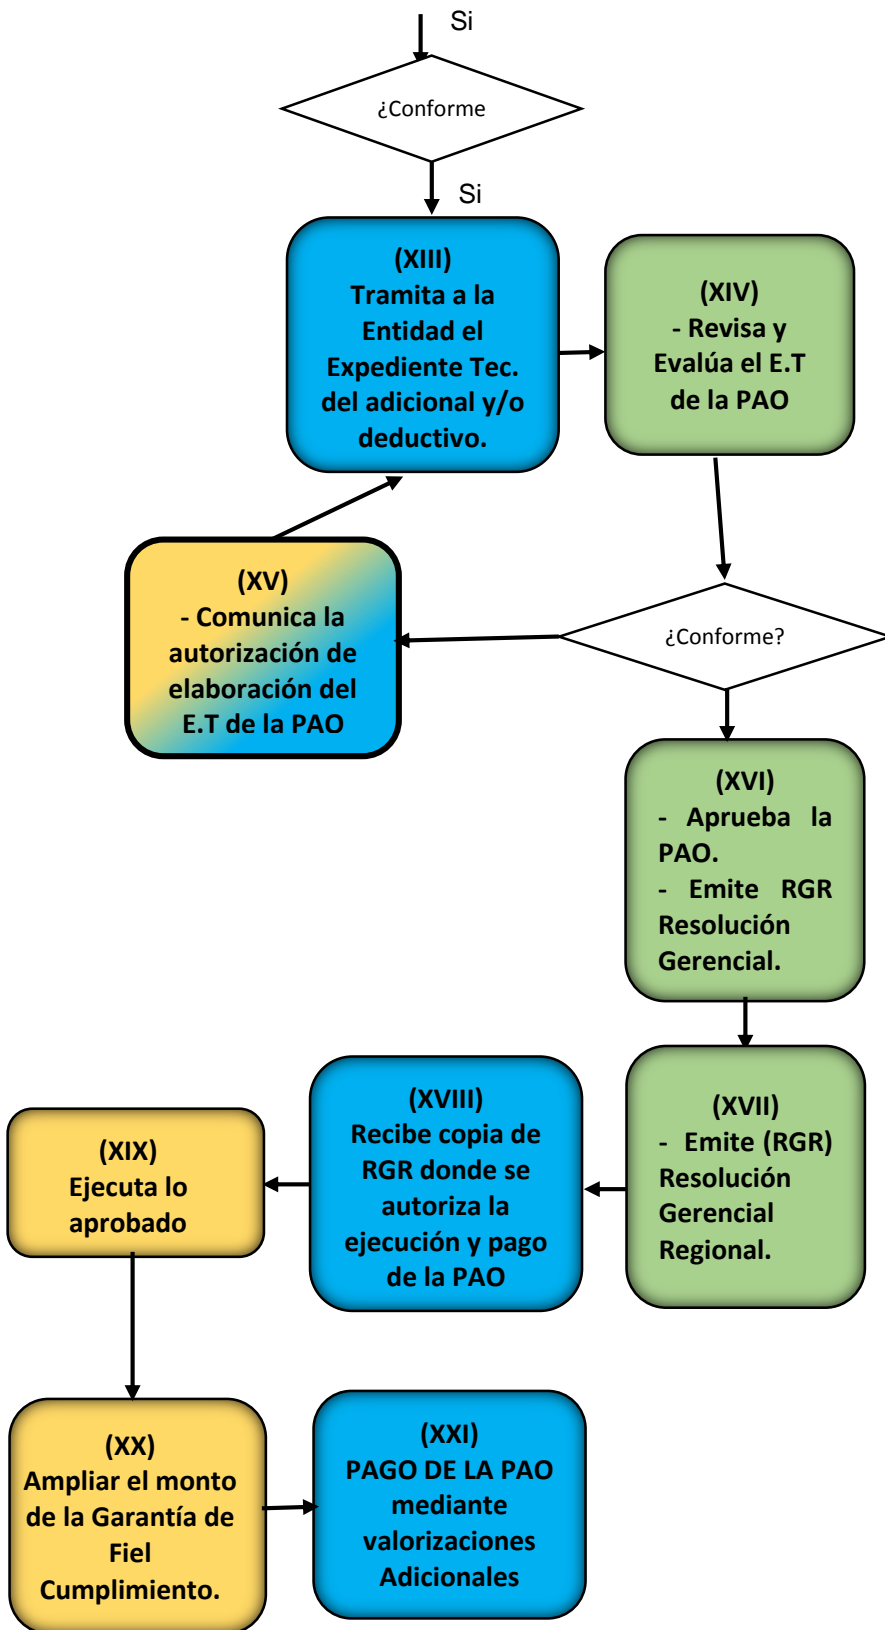 Si
¿Conforme
Si
(XIII)
Tramita a la
Entidad el
Expediente Tec.
del adicional y/o
deductivo.
(XIV)
- Revisa y
Evalúa el E.T
de la PAO
(XV)
- Comunica la
autorización de
elaboración del
E.T de la PAO
¿Conforme?
(XVI)
- Aprueba la
PAO.
- Emite RGR
Resolución
Gerencial.
(XVII)
- Emite (RGR)
Resolución
Gerencial
Regional.
(XVIII)
Recibe copia de
RGR donde se
autoriza la
ejecución y pago
de la PAO
(XIX)
Ejecuta lo
aprobado
(XX)
Ampliar el monto
de la Garantía de
Fiel
Cumplimiento.
(XXI)
PAGO DE LA PAO
mediante
valorizaciones
Adicionales